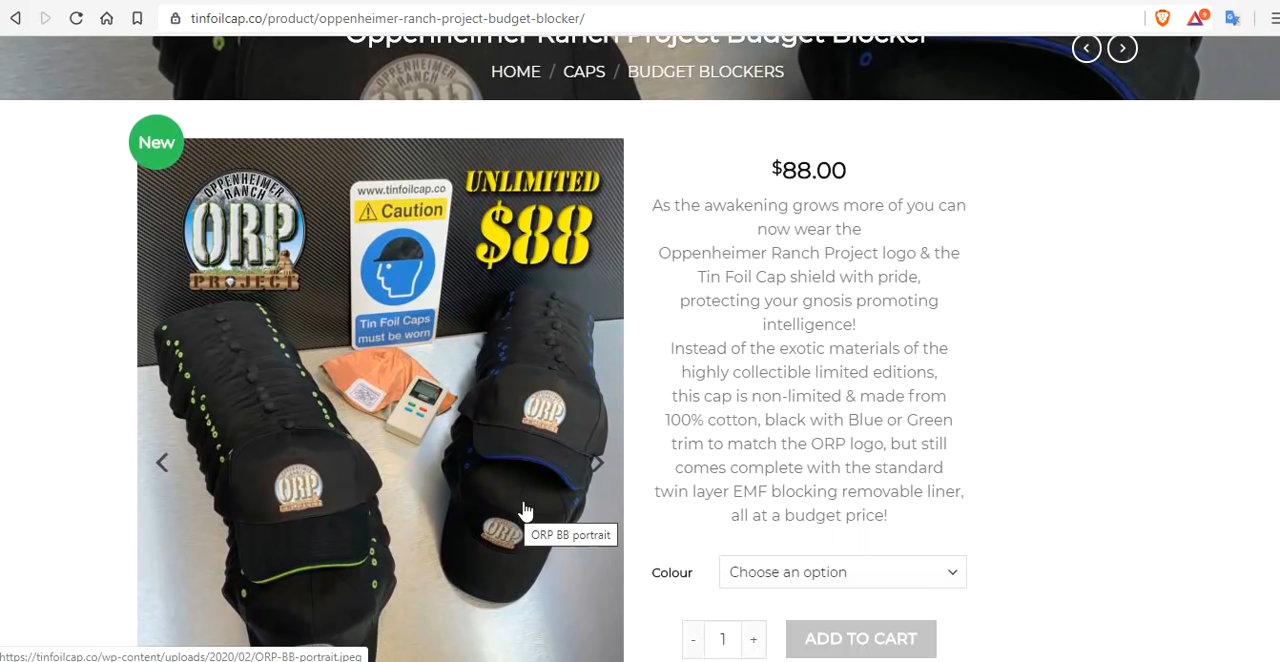 tinfoilcap.co/product/oppenheimer-ranch-project-budget-blocker/
Oppenheimer Ranch Project Budget Blocker
HOME / CAPS / BUDGET BLOCKERS
New
OPPENHEIMER
RANCH
ORP
PROJECT
www.tinfoilcap.co
Caution
Tin Foil Caps
must be worn
UNLIMITED
$88
ORP
ORP
ORP
ORP BB portrait
$88.00
As the awakening grows more of you can
now wear the
Oppenheimer Ranch Project logo & the
Tin Foil Cap shield with pride,
protecting your gnosis promoting
intelligence!
Instead of the exotic materials of the
highly collectible limited editions,
this cap is non-limited & made from
100% cotton, black with Blue or Green
trim to match the ORP logo, but still
comes complete with the standard
twin layer EMF blocking removable liner,
all at a budget price!
Colour
Choose an option
- 1 +
ADD TO CART
https://tinfoilcap.co/wp-content/uploads/2020/02/ORP-BB-portrait.jpeg